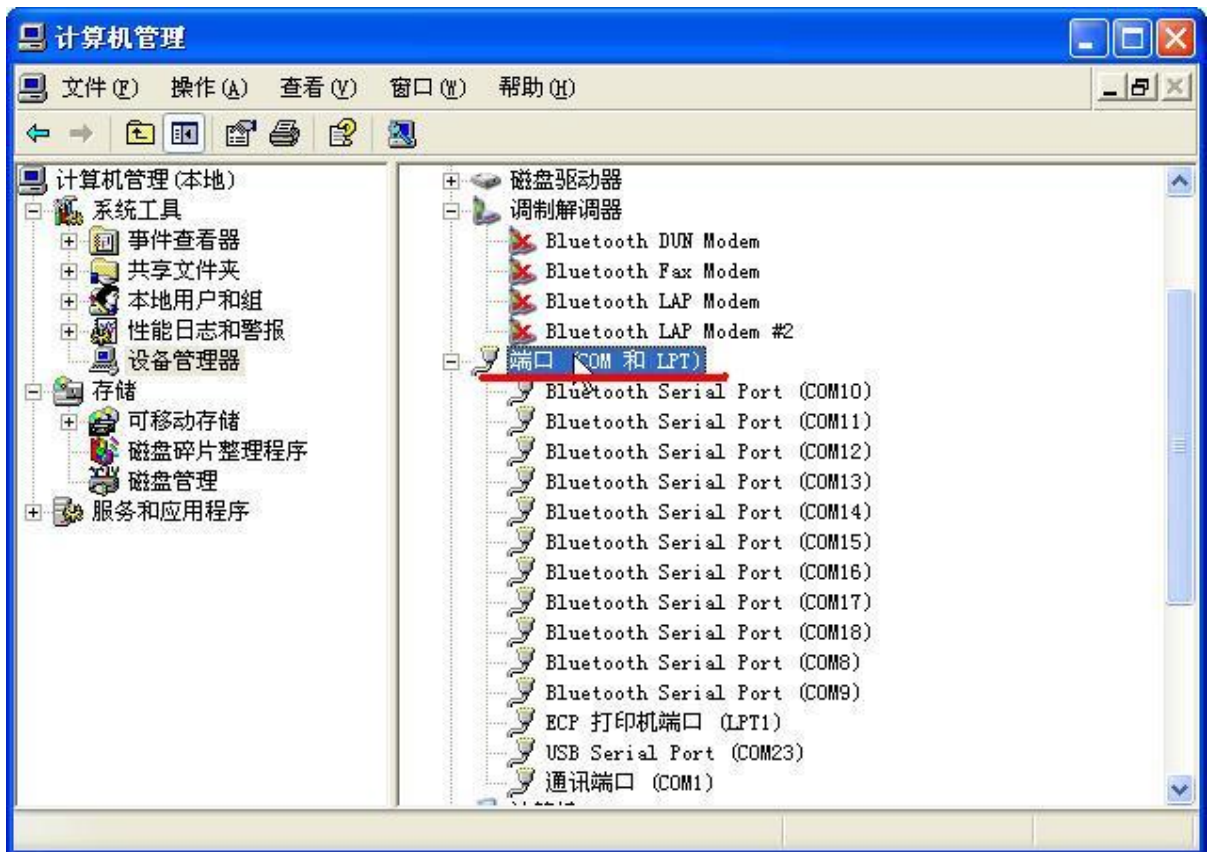 计算机管理
文件(F) 操作(A) 查看(V) 窗口(W) 帮助(H)
计算机管理(本地)
系统工具
事件查看器
共享文件夹
本地用户和组
性能日志和警报
设备管理器
存储
可移动存储
磁盘碎片整理程序
磁盘管理
服务和应用程序
磁盘驱动器
调制解调器
Bluetooth DUN Modem
Bluetooth Fax Modem
Bluetooth LAP Modem
Bluetooth LAP Modem #2
端口 (COM 和 LPT)
Bluetooth Serial Port (COM10)
Bluetooth Serial Port (COM11)
Bluetooth Serial Port (COM12)
Bluetooth Serial Port (COM13)
Bluetooth Serial Port (COM14)
Bluetooth Serial Port (COM15)
Bluetooth Serial Port (COM16)
Bluetooth Serial Port (COM17)
Bluetooth Serial Port (COM18)
Bluetooth Serial Port (COM8)
Bluetooth Serial Port (COM9)
ECP 打印机端口 (LPT1)
USB Serial Port (COM23)
通讯端口 (COM1)